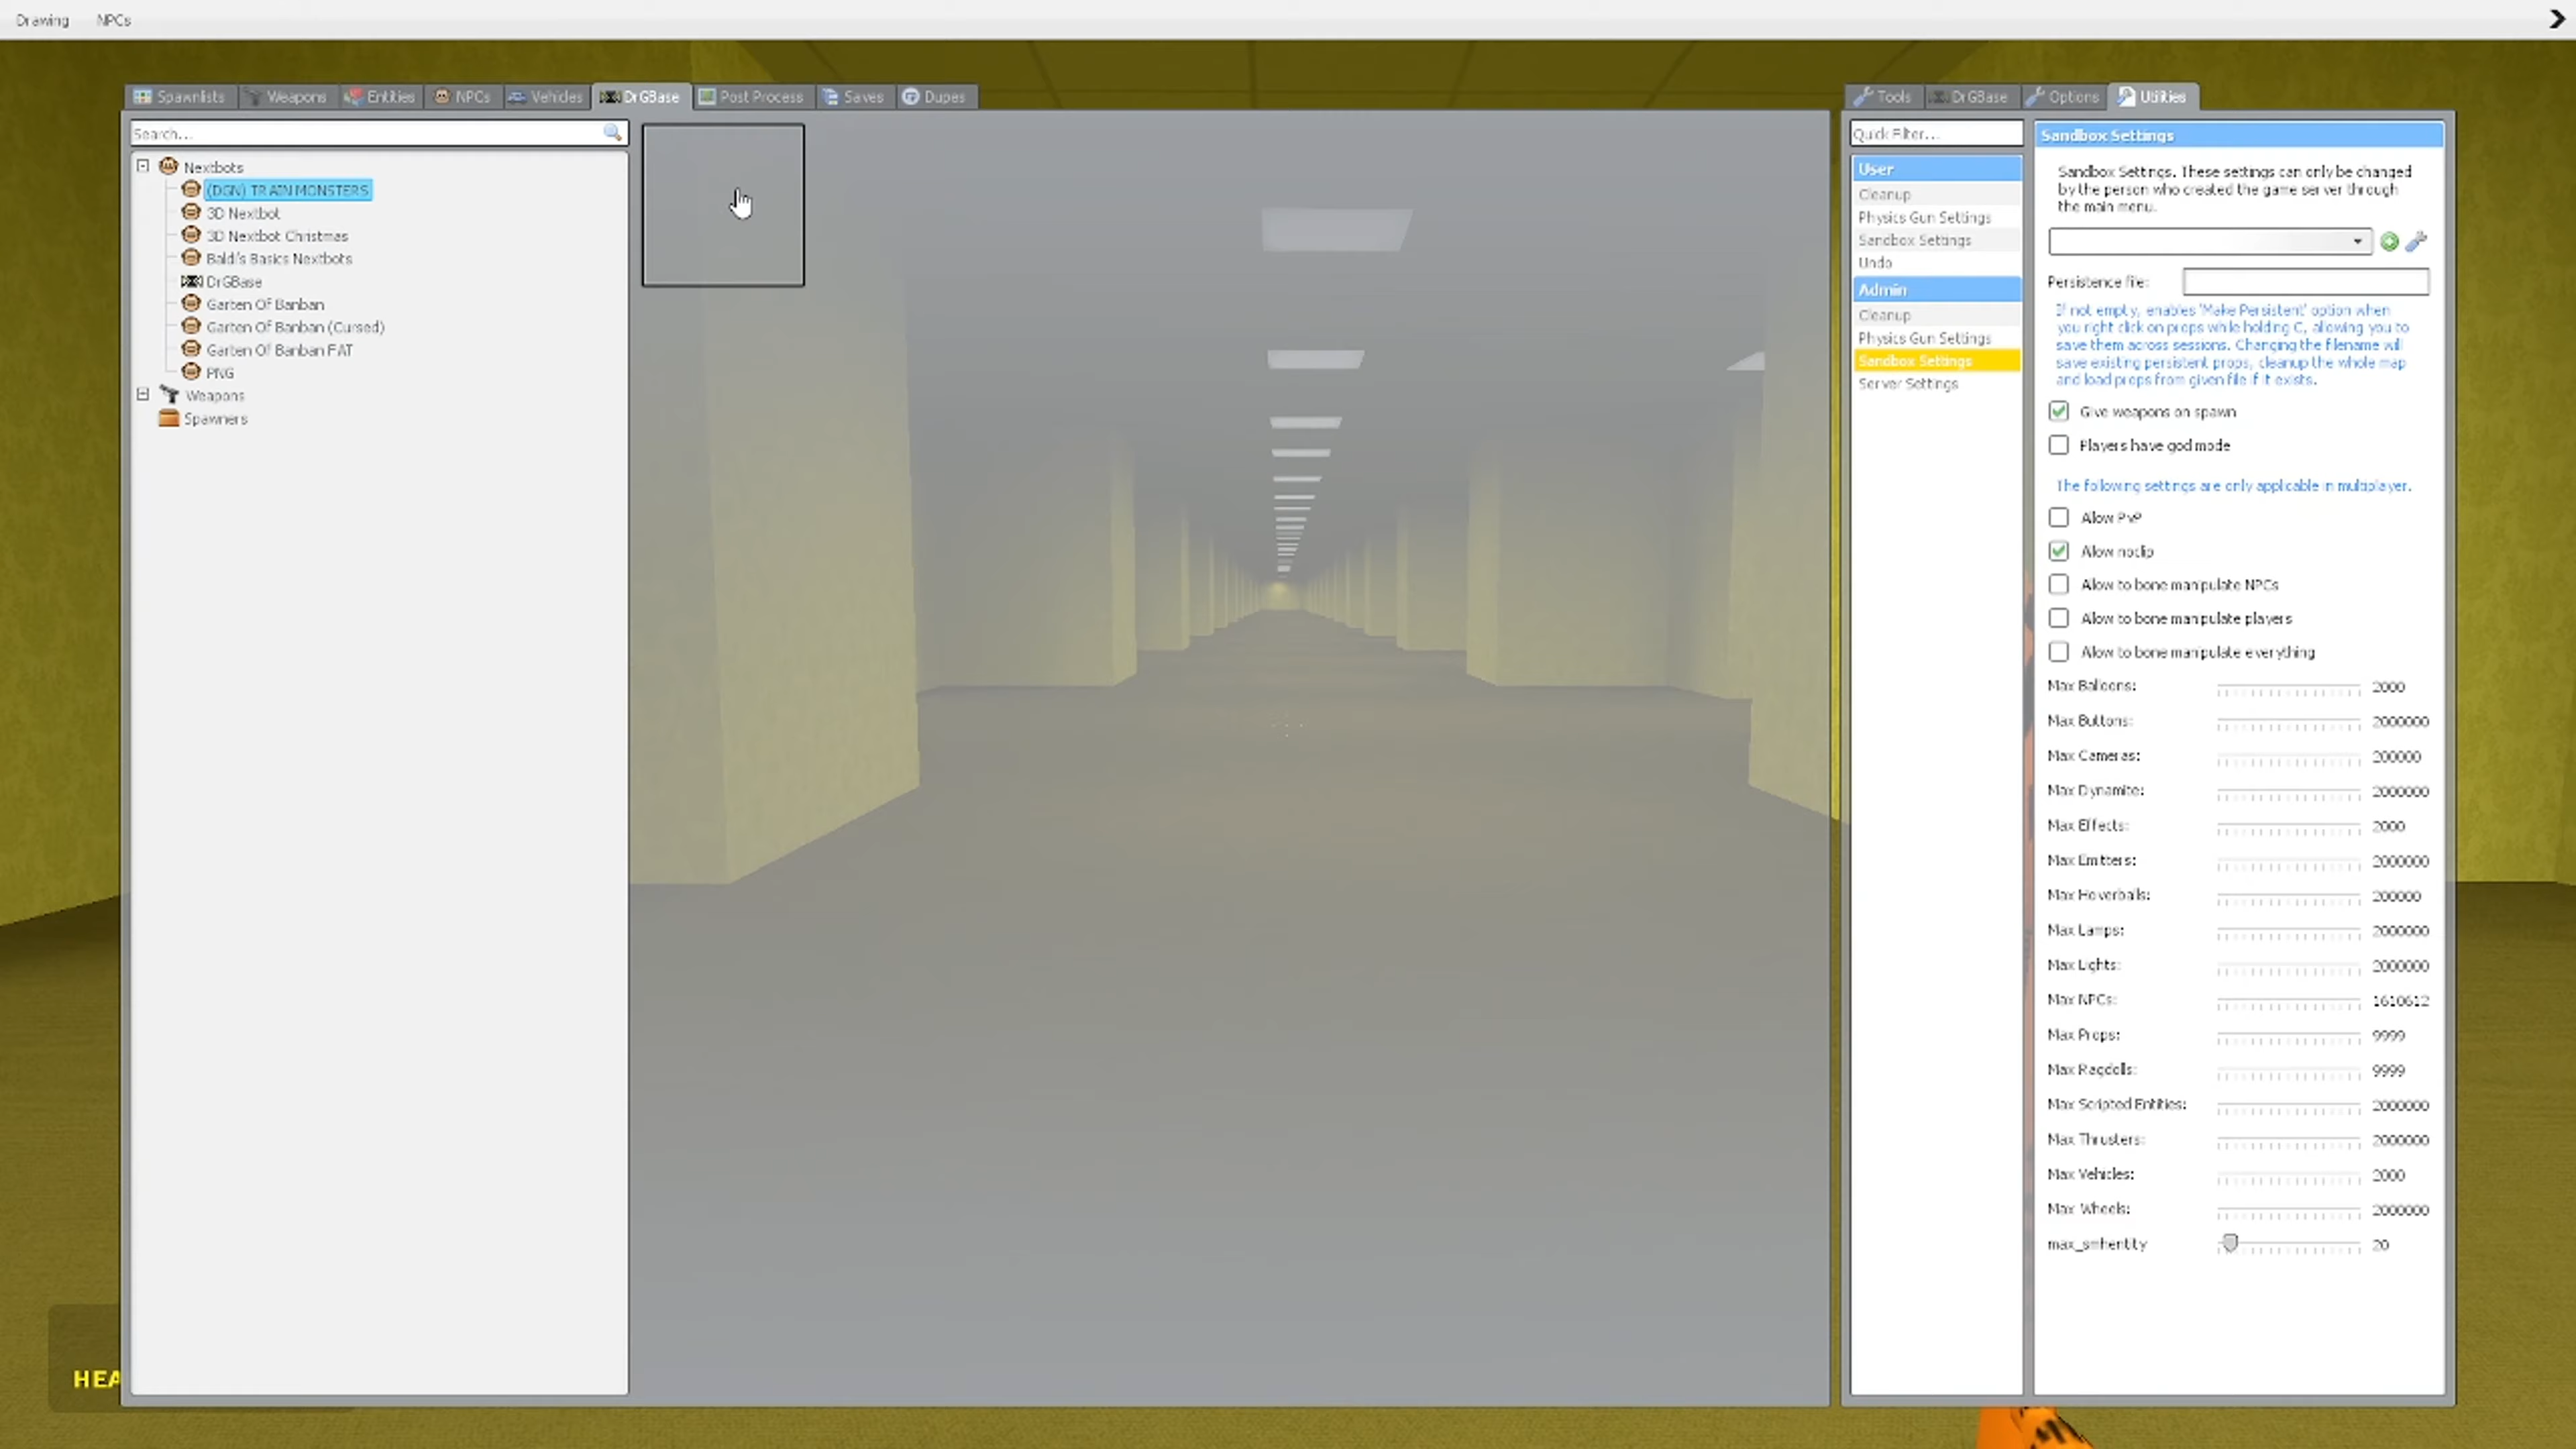 Drawing NPCs
Spawnlists Weapons Entities NPCs Vehicles DrGBase Post Process Saves Dupes
Search...
Nextbots
(DGN) TRAIN MONSTERS
3D Nextbot
3D Nextbot Christmas
Baldi's Basics Nextbots
DrGBase
Garten Of Banban
Garten Of Banban (Cursed)
Garten Of Banban FAT
PNG
Weapons
Spawners
HEA
Tools DrGBase Options Utilities
Quick Filter...
User
Cleanup
Physics Gun Settings
Sandbox Settings
Undo
Admin
Cleanup
Physics Gun Settings
Sandbox Settings
Server Settings
Sandbox Settings
Sandbox Settings. These settings can only be changed
by the person who created the game server through
the main menu.
Persistence file:
If not empty, enables 'Make Persistent' option when
you right click on props while holding C, allowing you to
save them across sessions. Changing the filename will
save existing persistent props, cleanup the whole map
and load props from given file if it exists.
Give weapons on spawn
Players have god mode
The following settings are only applicable in multiplayer.
Allow PvP
Allow noclip
Allow to bone manipulate NPCs
Allow to bone manipulate players
Allow to bone manipulate everything
Max Balloons: 2000
Max Buttons: 2000000
Max Cameras: 200000
Max Dynamite: 2000000
Max Effects: 2000
Max Emitters: 2000000
Max Hoverballs: 200000
Max Lamps: 2000000
Max Lights: 2000000
Max NPCs: 1610612
Max Props: 9999
Max Ragdolls: 9999
Max Scripted Entities: 2000000
Max Thrusters: 2000000
Max Vehicles: 2000
Max Wheels: 2000000
max_smhentity 20